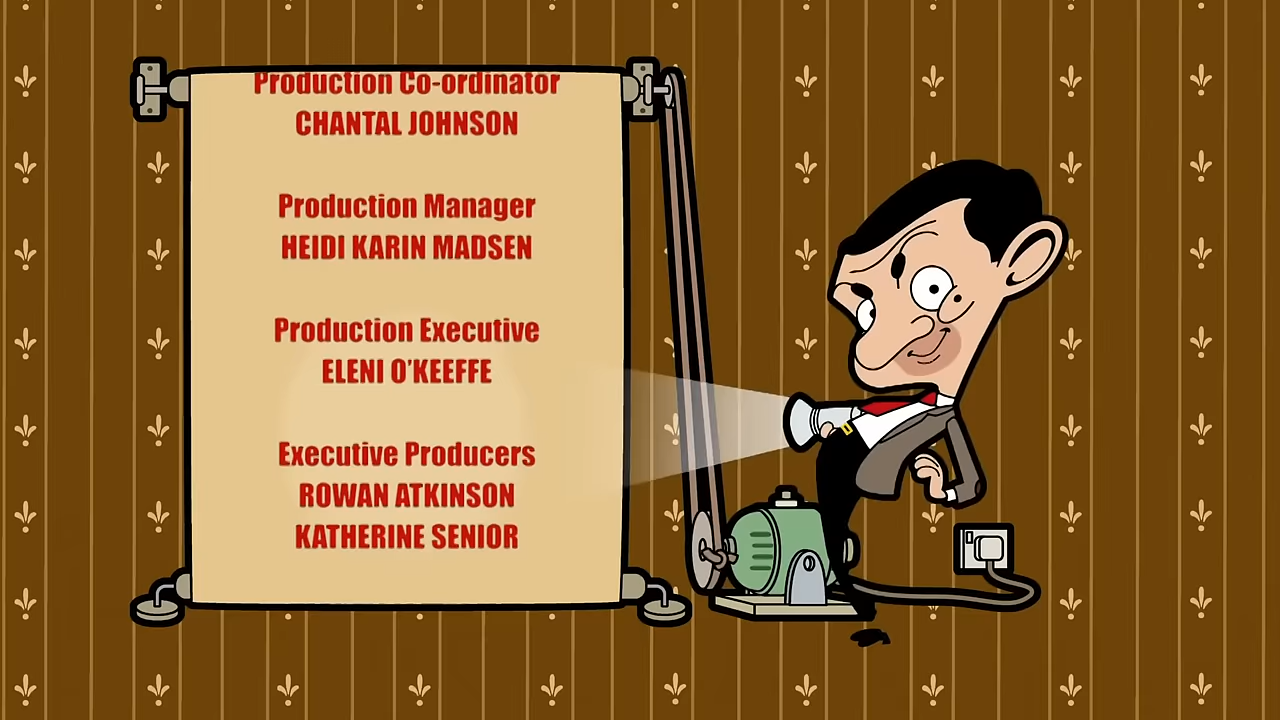 Production Co-ordinator
CHANTAL JOHNSON
Production Manager
HEIDI KARIN MADSEN
Production Executive
ELENI O'KEEFFE
Executive Producers
ROWAN ATKINSON
KATHERINE SENIOR